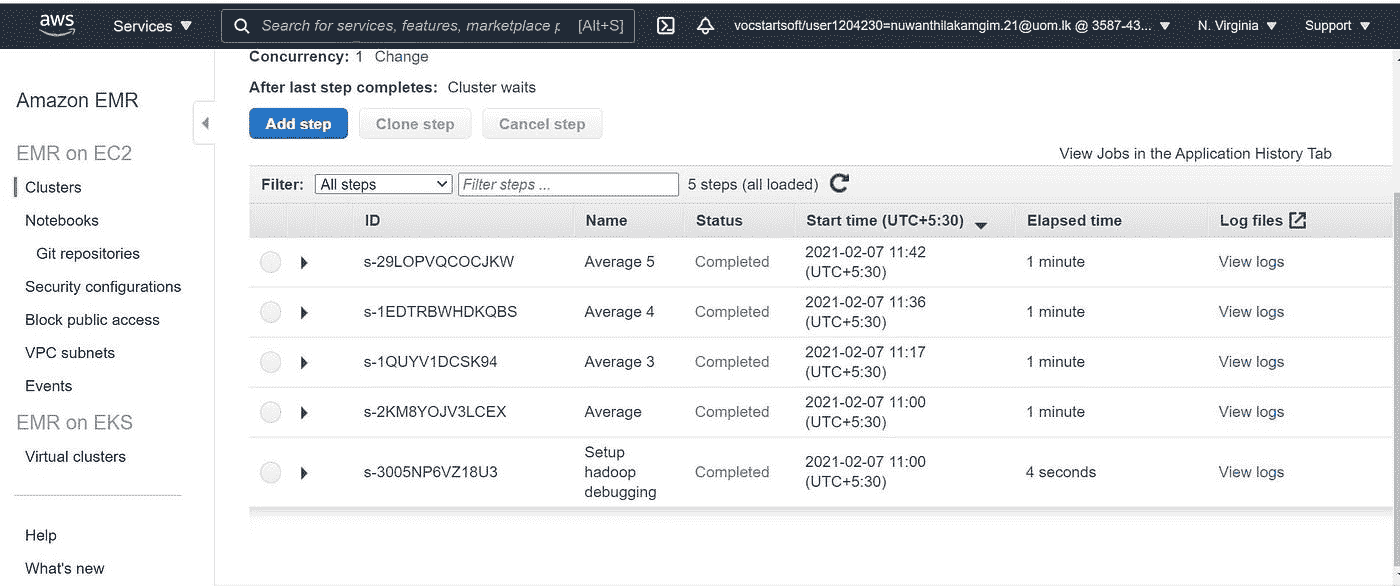 aws
Services
Search for services, features, marketplace p [Alt+S]
vocstartsoft/user1204230=nuwanthilakamgim.21@uom.lk @ 3587-43...
N. Virginia
Support
Amazon EMR
EMR on EC2
Clusters
Notebooks
Git repositories
Security configurations
Block public access
VPC subnets
Events
EMR on EKS
Virtual clusters
Help
What's new
Concurrency: 1 Change
After last step completes: Cluster waits
Add step Clone step Cancel step
View Jobs in the Application History Tab
Filter: All steps Filter steps ... 5 steps (all loaded)
ID Name Status Start time (UTC+5:30) Elapsed time Log files
s-29LOPVQCOCJKW Average 5 Completed 2021-02-07 11:42 (UTC+5:30) 1 minute View logs
s-1EDTRBWHDKQBS Average 4 Completed 2021-02-07 11:36 (UTC+5:30) 1 minute View logs
s-1QUYV1DCSK94 Average 3 Completed 2021-02-07 11:17 (UTC+5:30) 1 minute View logs
s-2KM8YOJV3LCEX Average Completed 2021-02-07 11:00 (UTC+5:30) 1 minute View logs
s-3005NP6VZ18U3 Setup hadoop debugging Completed 2021-02-07 11:00 (UTC+5:30) 4 seconds View logs